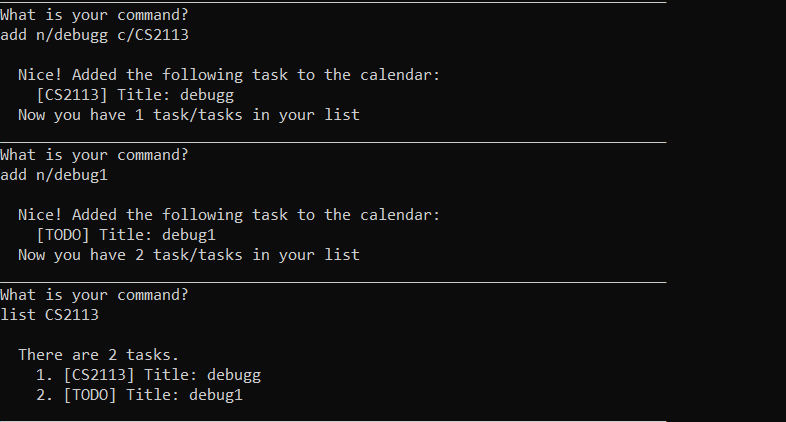 What is your command?
add n/debugg c/CS2113
Nice! Added the following task to the calendar:
[CS2113] Title: debugg
Now you have 1 task/tasks in your list
What is your command?
add n/debug1
Nice! Added the following task to the calendar:
[TODO] Title: debug1
Now you have 2 task/tasks in your list
What is your command?
list CS2113
There are 2 tasks.
1. [CS2113] Title: debugg
2. [TODO] Title: debug1